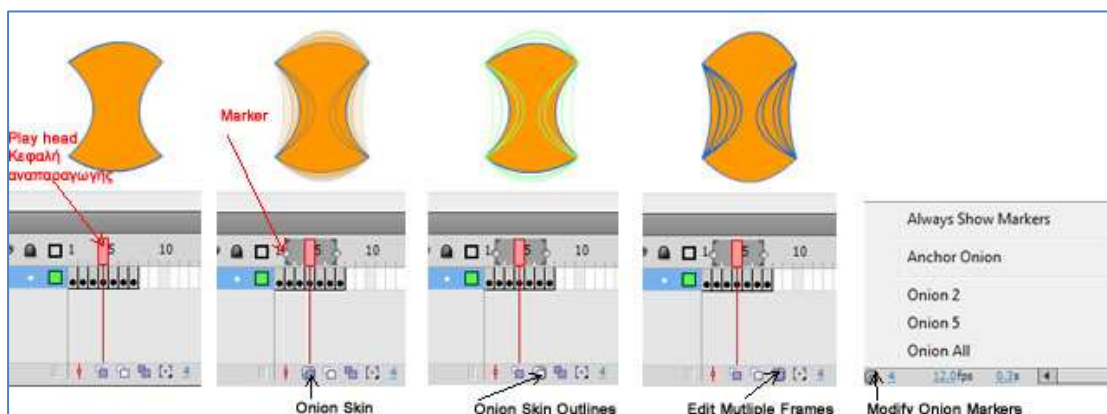 Play head
Κεφαλή
αναπαραγωγής
Marker
1 5 10
1 5 10
1 5 10
1 5 10
4
4
4
4
Onion Skin
Onion Skin Outlines
Edit Mutliple Frames
Always Show Markers
Anchor Onion
Onion 2
Onion 5
Onion All
4 12.0fps 0.3s
Modify Onion Markers